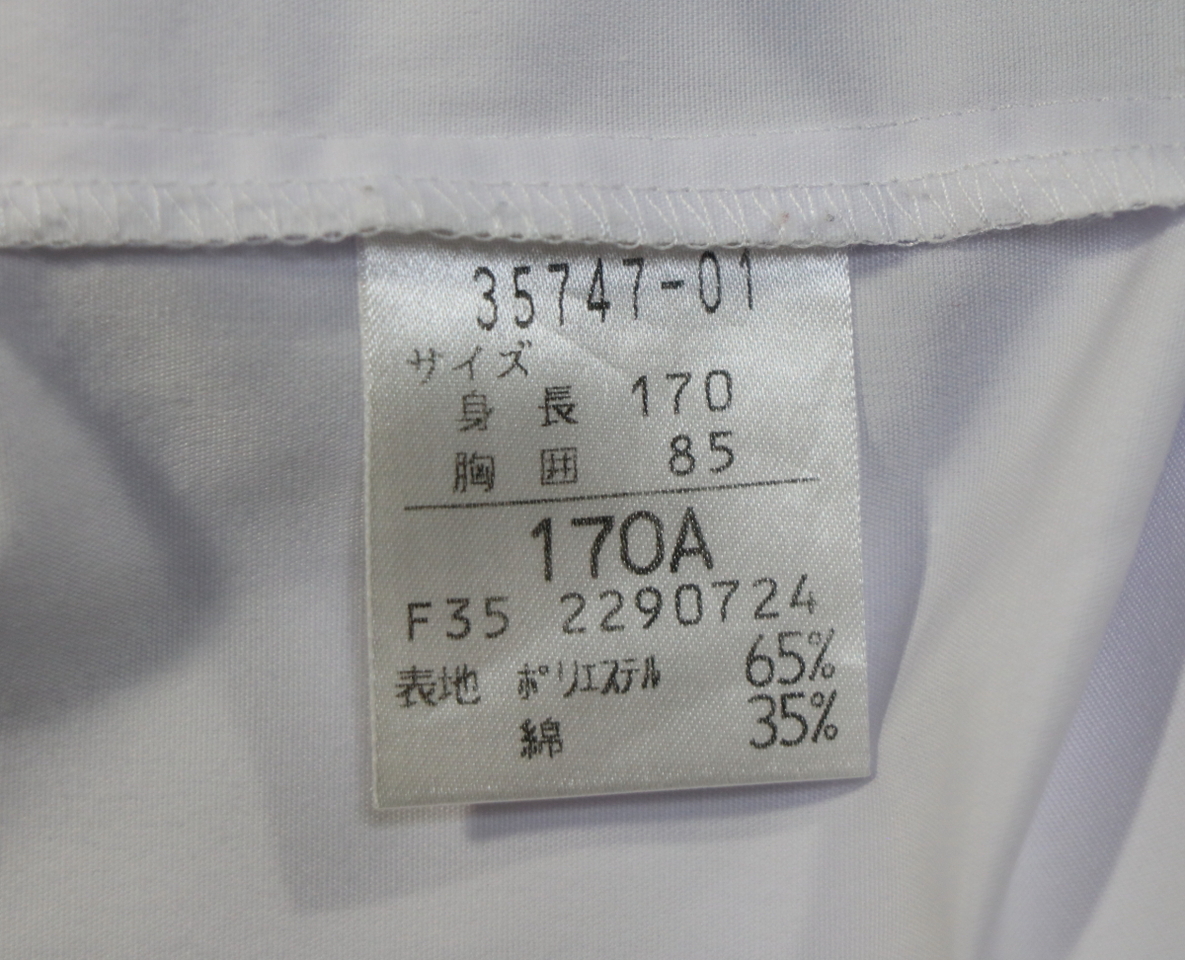 35747-01
サイズ
身 長 170
胸 囲 85
170A
F35 2290724
表地 ポリエステル 65%
綿 35%